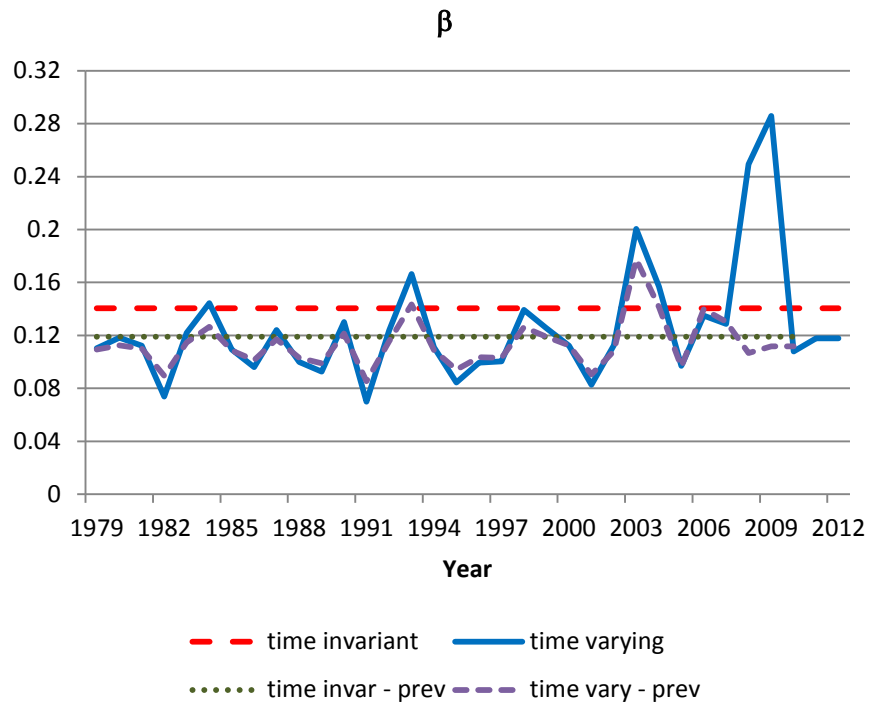 β
0.32
0.28
0.24
0.2
0.16
0.12
0.08
0.04
0
1979 1982 1985 1988 1991 1994 1997 2000 2003 2006 2009 2012
Year
time invariant time varying
time invar - prev time vary - prev